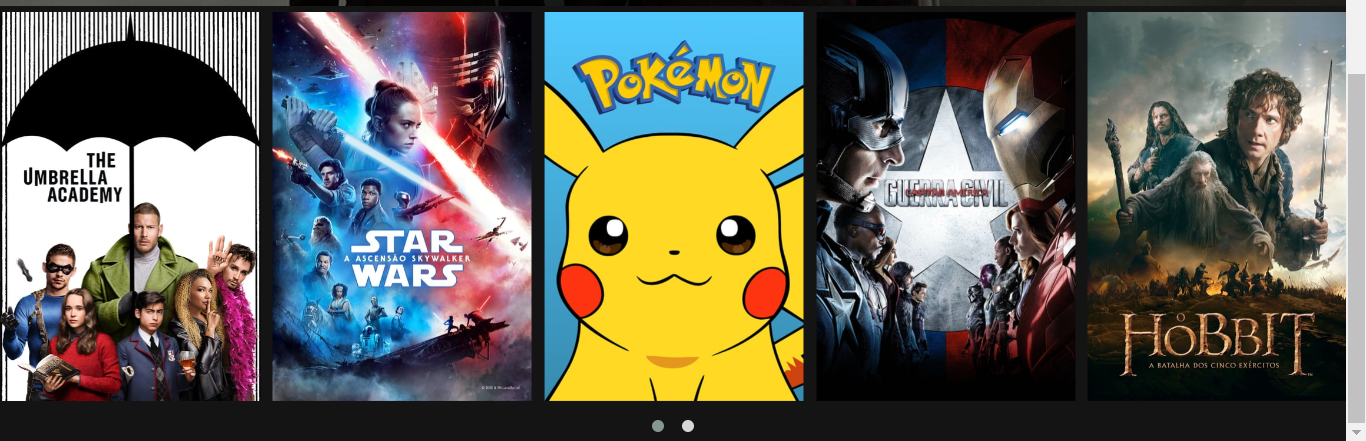 THE
UMBRELLA
ACADEMY
STAR
A ASCENSÃO SKYWALKER
WARS
POKéMON
CAPITÃO AMÉRICA
GUERRA CIVIL
O
HOBBIT
A BATALHA DOS CINCO EXÉRCITOS